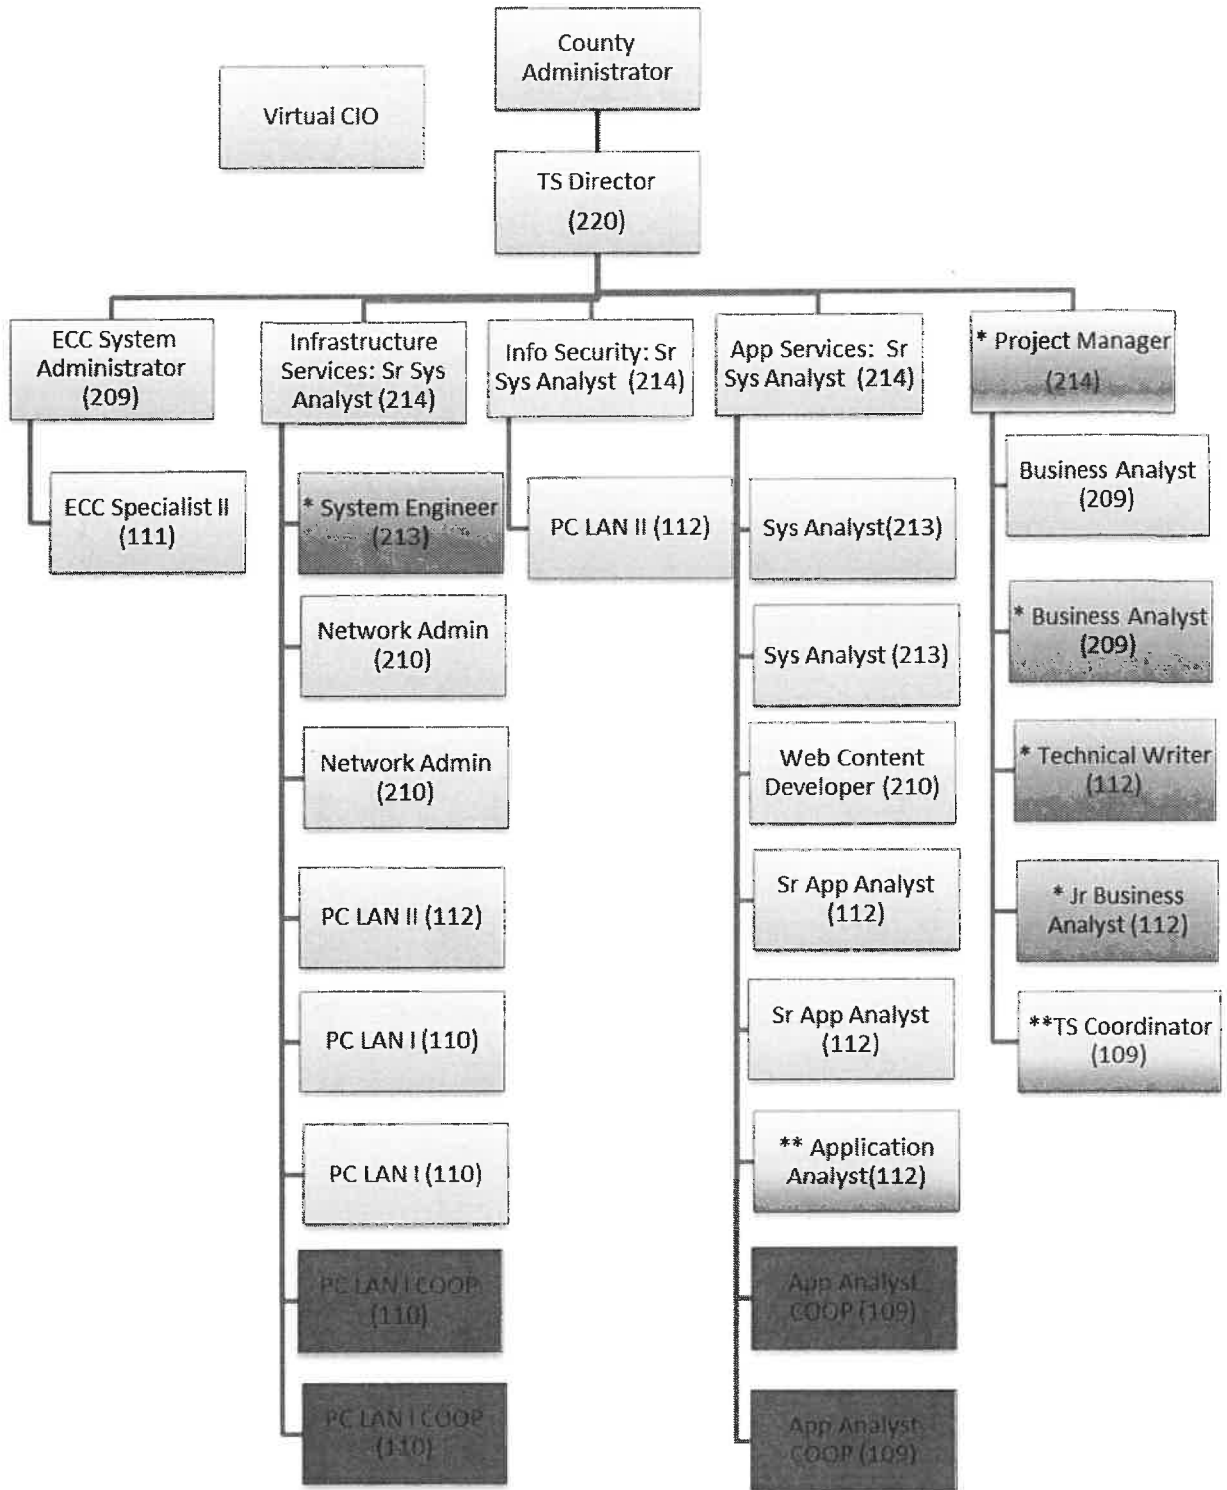 County
Administrator
Virtual CIO
TS Director
(220)
ECC System
Administrator
(209)
ECC Specialist II
(111)
Infrastructure
Services: Sr Sys
Analyst (214)
* System Engineer
(213)
Network Admin
(210)
Network Admin
(210)
PC LAN II (112)
PC LAN I (110)
PC LAN I (110)
PC LAN I COOP
(110)
PC LAN I COOP
(110)
Info Security: Sr
Sys Analyst (214)
PC LAN II (112)
App Services: Sr
Sys Analyst (214)
Sys Analyst(213)
Sys Analyst (213)
Web Content
Developer (210)
Sr App Analyst
(112)
Sr App Analyst
(112)
** Application
Analyst(112)
App Analyst
COOP (109)
App Analyst
COOP (109)
* Project Manager
(214)
Business Analyst
(209)
* Business Analyst
(209)
* Technical Writer
(112)
* Jr Business
Analyst (112)
**TS Coordinator
(109)